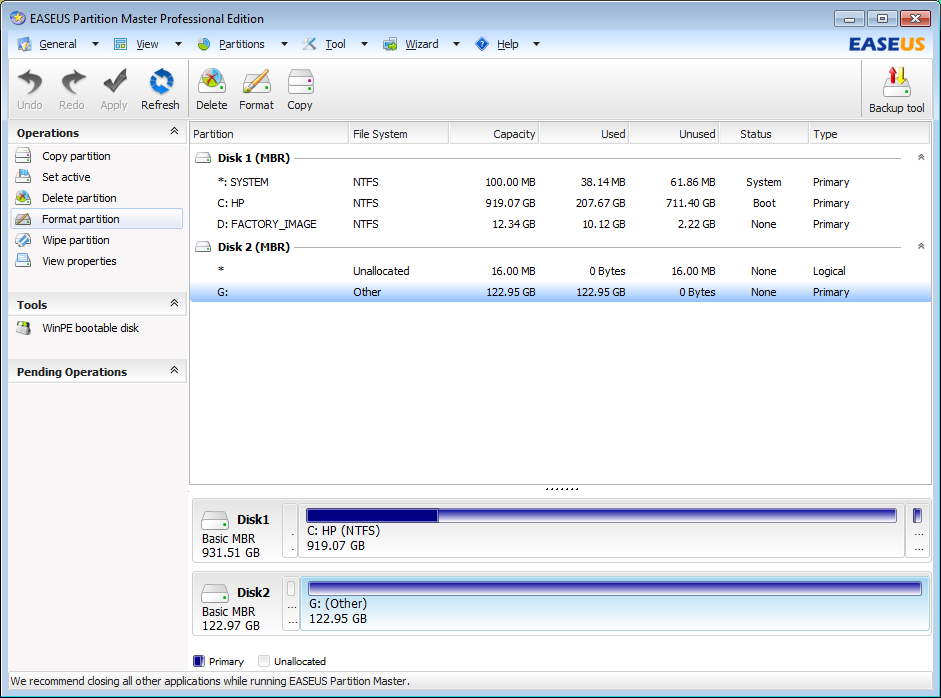 EASEUS Partition Master Professional Edition
General View Partitions Tool Wizard Help EASEUS
Undo Redo Apply Refresh Delete Format Copy Backup tool
Operations
Copy partition
Set active
Delete partition
Format partition
Wipe partition
View properties
Tools
WinPE bootable disk
Pending Operations
Partition File System Capacity Used Unused Status Type
Disk 1 (MBR)
*: SYSTEM NTFS 100.00 MB 38.14 MB 61.86 MB System Primary
C: HP NTFS 919.07 GB 207.67 GB 711.40 GB Boot Primary
D: FACTORY_IMAGE NTFS 12.34 GB 10.12 GB 2.22 GB None Primary
Disk 2 (MBR)
* Unallocated 16.00 MB 0 Bytes 16.00 MB None Logical
G: Other 122.95 GB 122.95 GB 0 Bytes None Primary
Disk1
Basic MBR
931.51 GB
. .
C: HP (NTFS)
919.07 GB
...
...
Disk2
Basic MBR
122.97 GB
...
...
G: (Other)
122.95 GB
Primary Unallocated
We recommend closing all other applications while running EASEUS Partition Master.